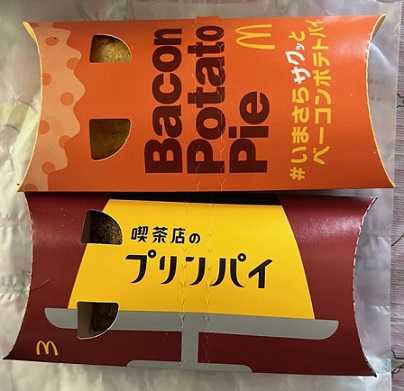 Bacon
Potato
Pie
#いまさらサクッと
ベーコンポテトパイ
喫茶店の
プリンパイ